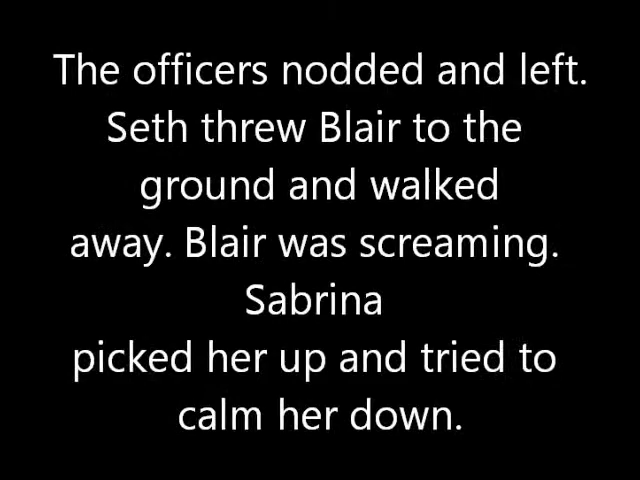 The officers nodded and left.
Seth threw Blair to the
ground and walked
away. Blair was screaming.
Sabrina
picked her up and tried to
calm her down.